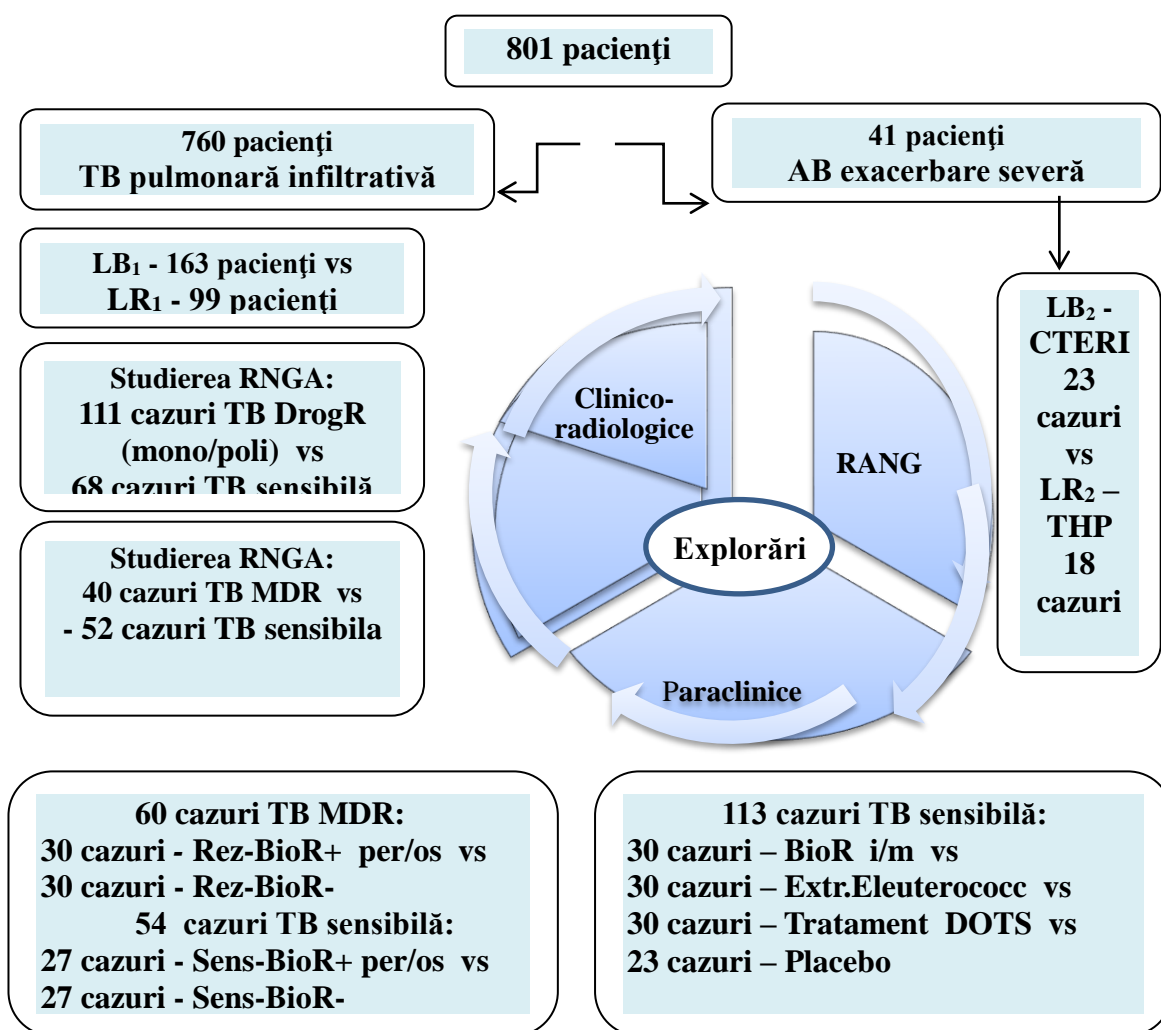 801 pacienţi
760 pacienţi
TB pulmonară infiltrativă
41 pacienţi
AB exacerbare severă
LB₁ - 163 pacienţi vs
LR₁ - 99 pacienţi
Studierea RNGA:
111 cazuri TB DrogR
(mono/poli) vs
68 cazuri TB sensibilă
Studierea RNGA:
40 cazuri TB MDR vs
- 52 cazuri TB sensibila
Clinico-
radiologice
RANG
Explorări
Paraclinice
LB₂ -
CTERI
23
cazuri
vs
LR₂ –
THP
18
cazuri
60 cazuri TB MDR:
30 cazuri - Rez-BioR+ per/os vs
30 cazuri - Rez-BioR-
54 cazuri TB sensibilă:
27 cazuri - Sens-BioR+ per/os vs
27 cazuri - Sens-BioR-
113 cazuri TB sensibilă:
30 cazuri – BioR i/m vs
30 cazuri – Extr.Eleuterococc vs
30 cazuri – Tratament DOTS vs
23 cazuri – Placebo